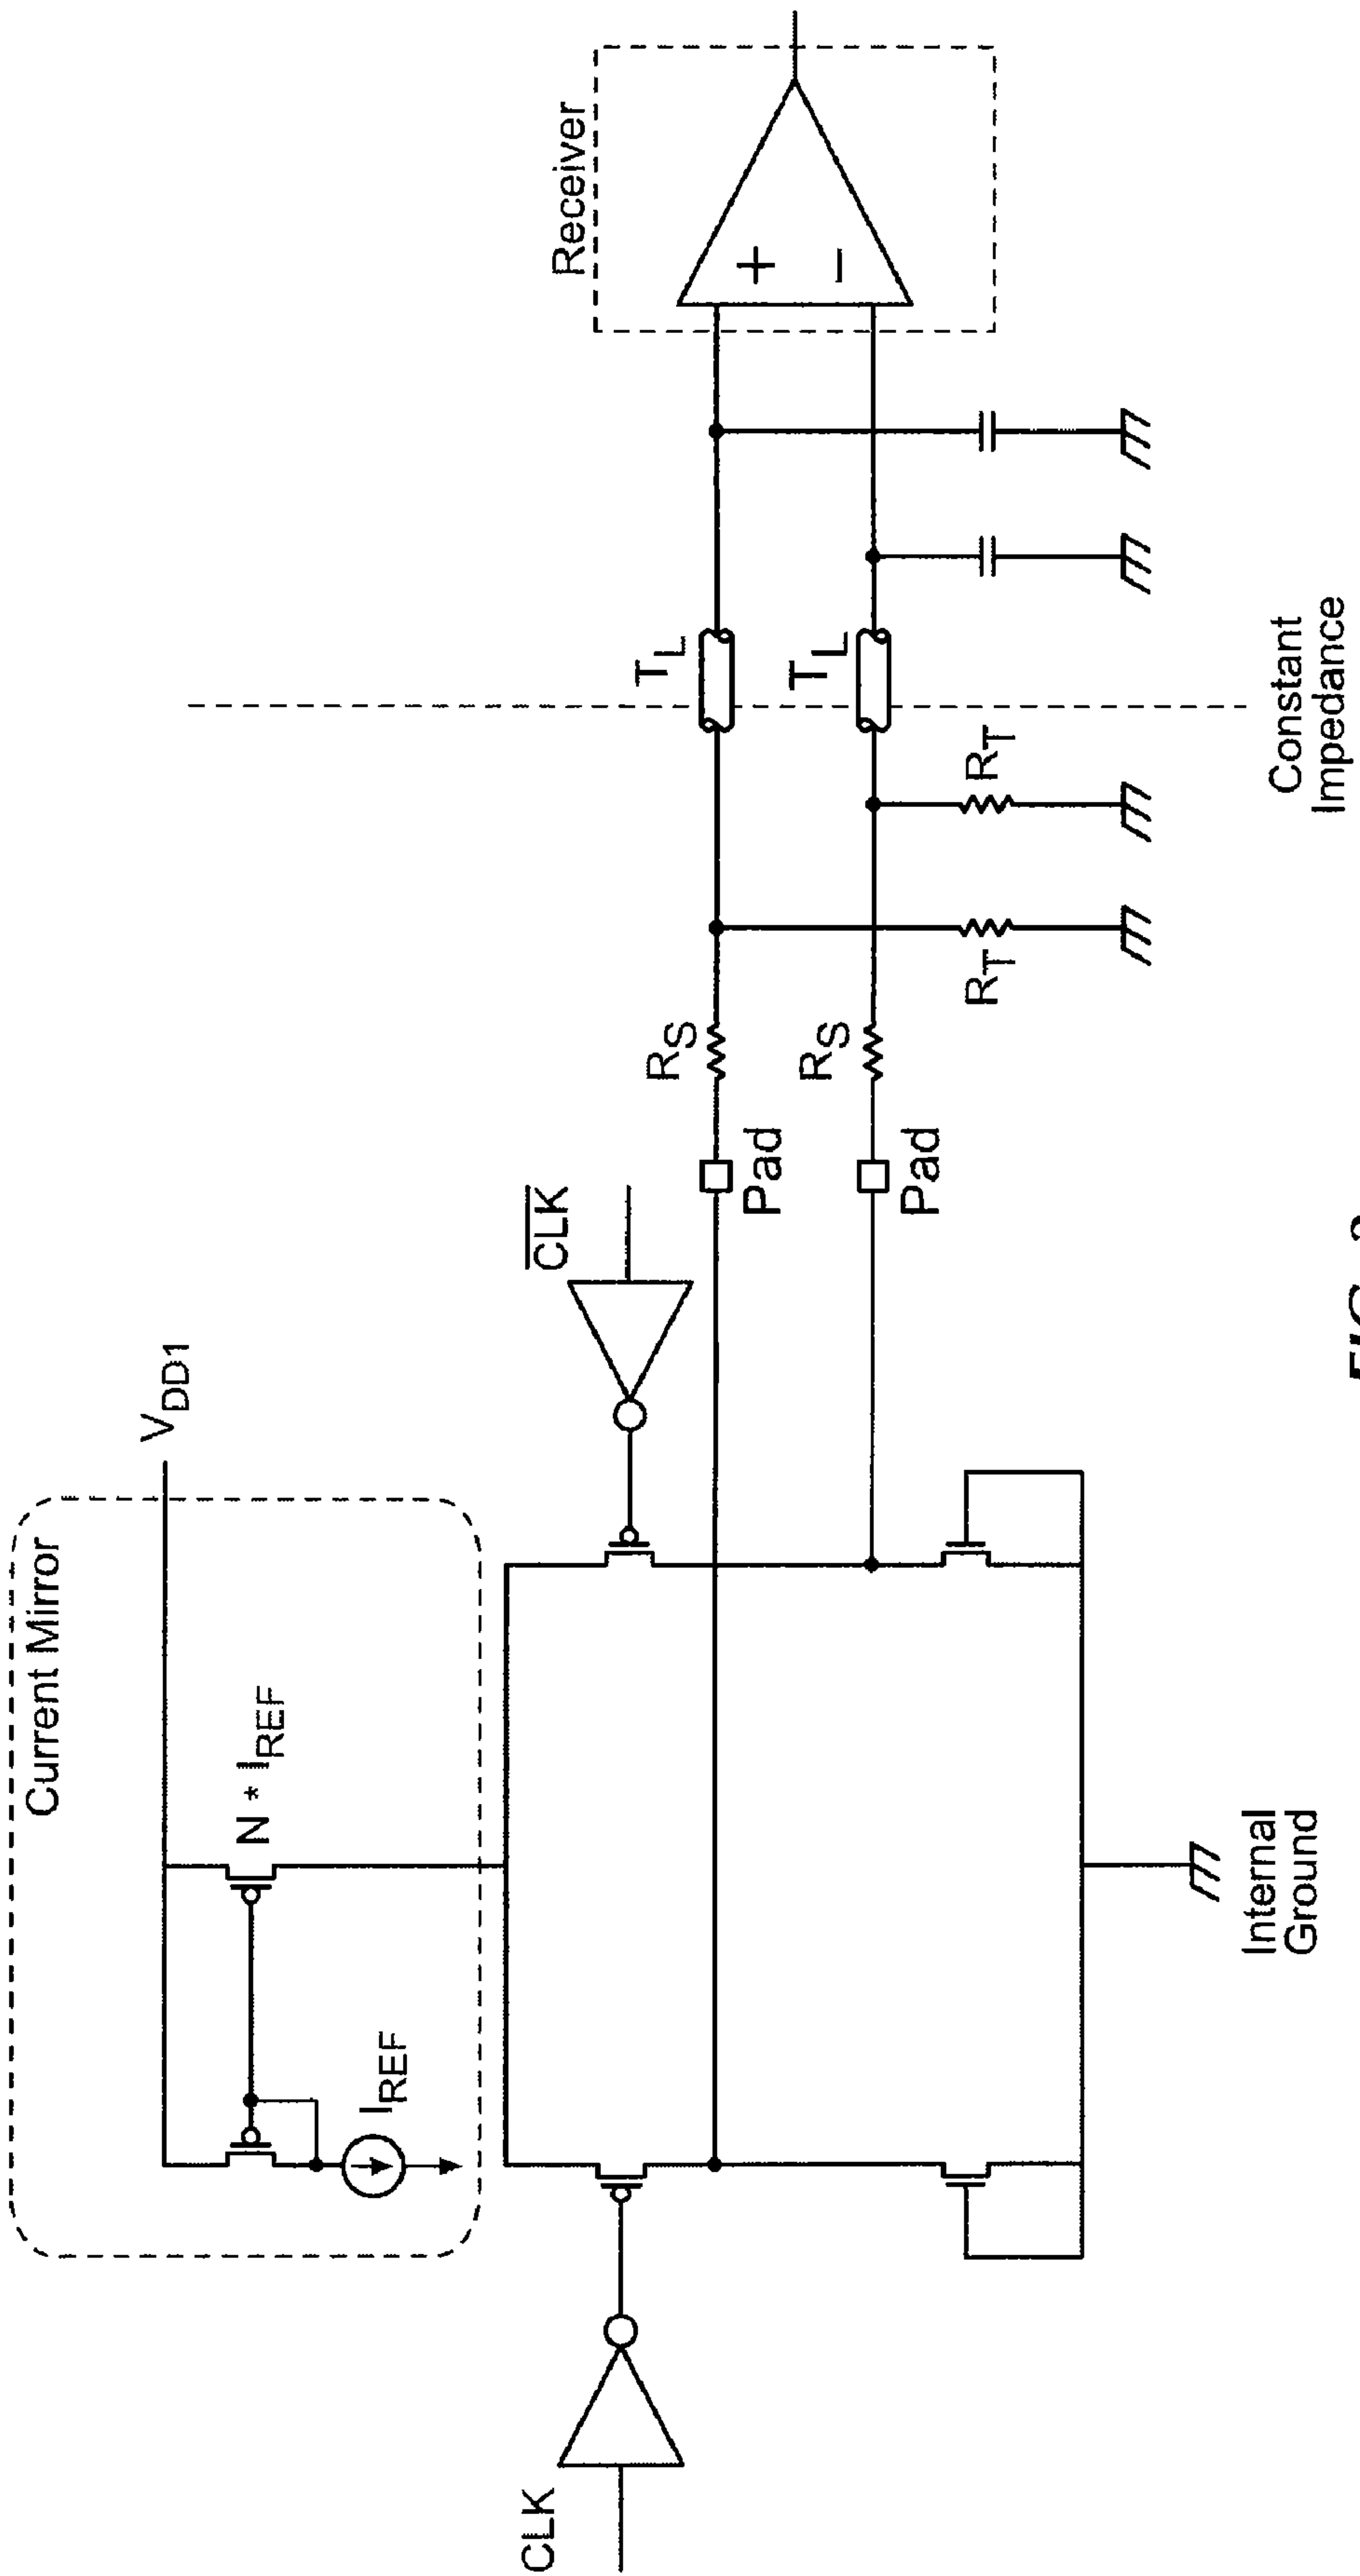 Current Mirror
V_DD1
N * I_REF
I_REF
CLK
CLK
Pad
Pad
R_S
R_S
R_T
R_T
T_L
T_L
Receiver
+
−
Internal
Ground
Constant
Impedance